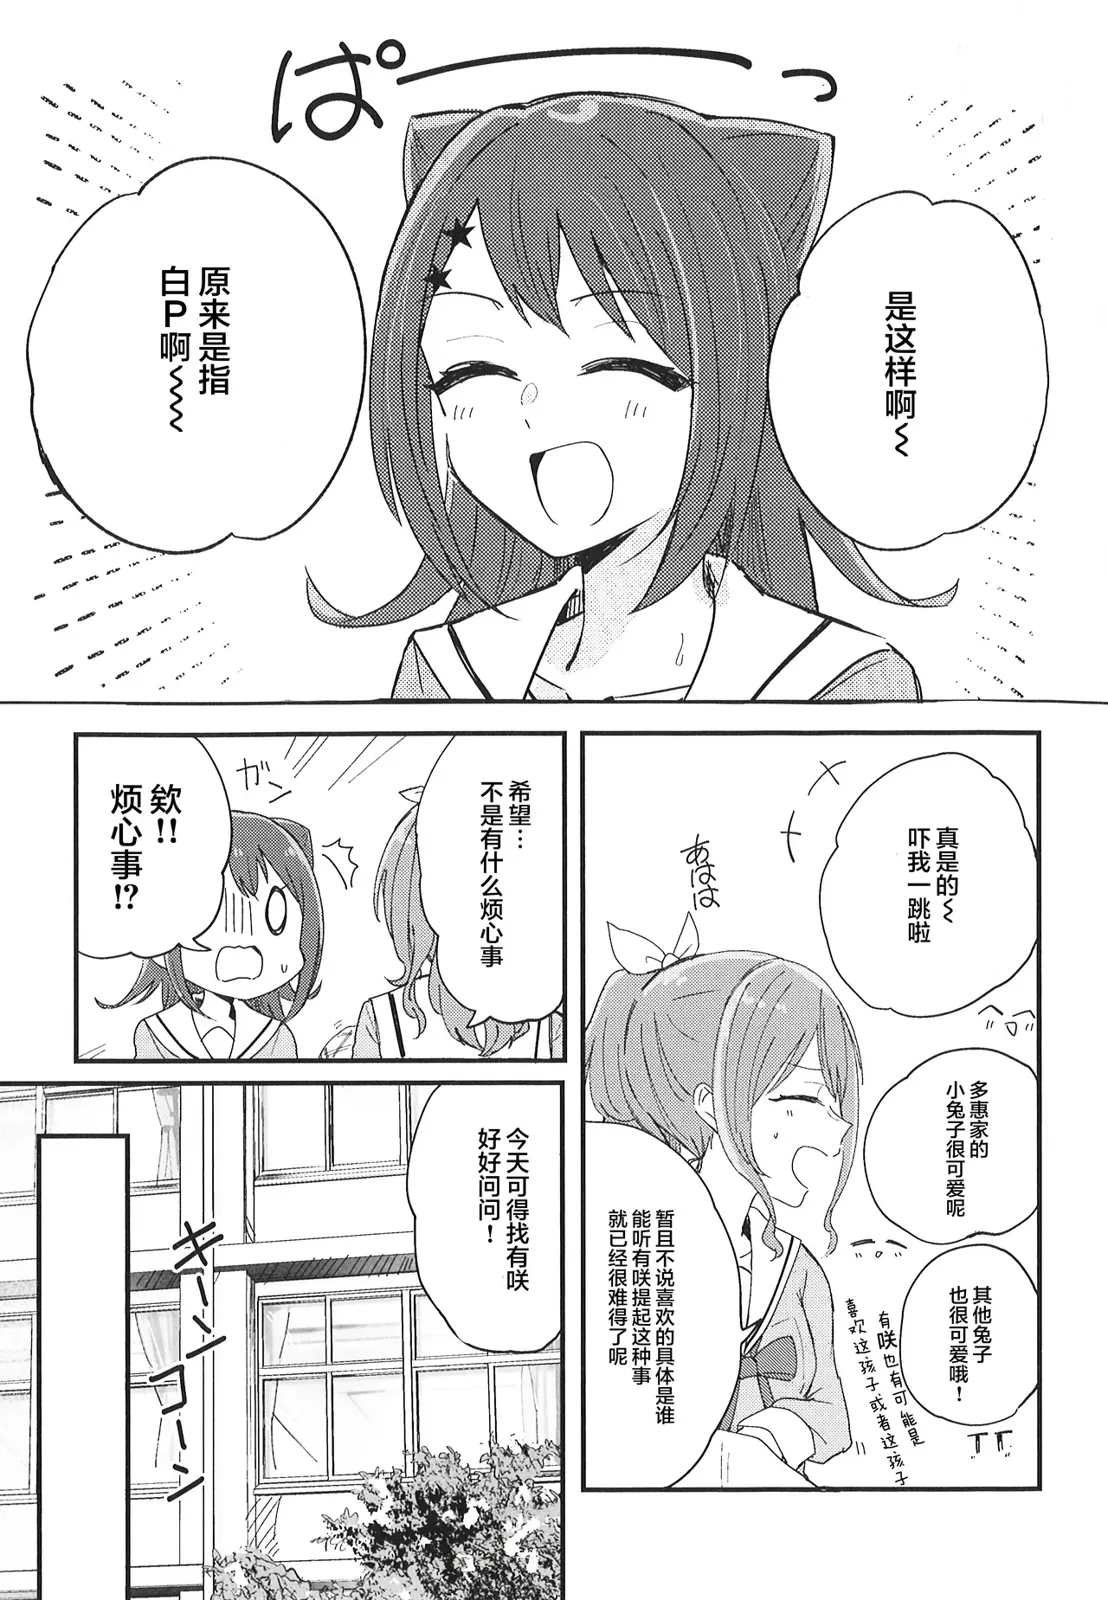 ぱーっ
是这样啊～
原来是指
白P啊～～
真是的～
吓我一跳啦
あはは
多惠家的
小兔子很可爱呢
其他兔子
也很可爱哦！
有咲也有可能是
喜欢这孩子或者这孩子
暂且不说喜欢的具体是谁
能听有咲提起这种事
就已经很难得了呢
希望…
不是有什么烦心事
ガーン
欸!!
烦心事!?
今天可得找有咲
好好问问！
キーンコーン